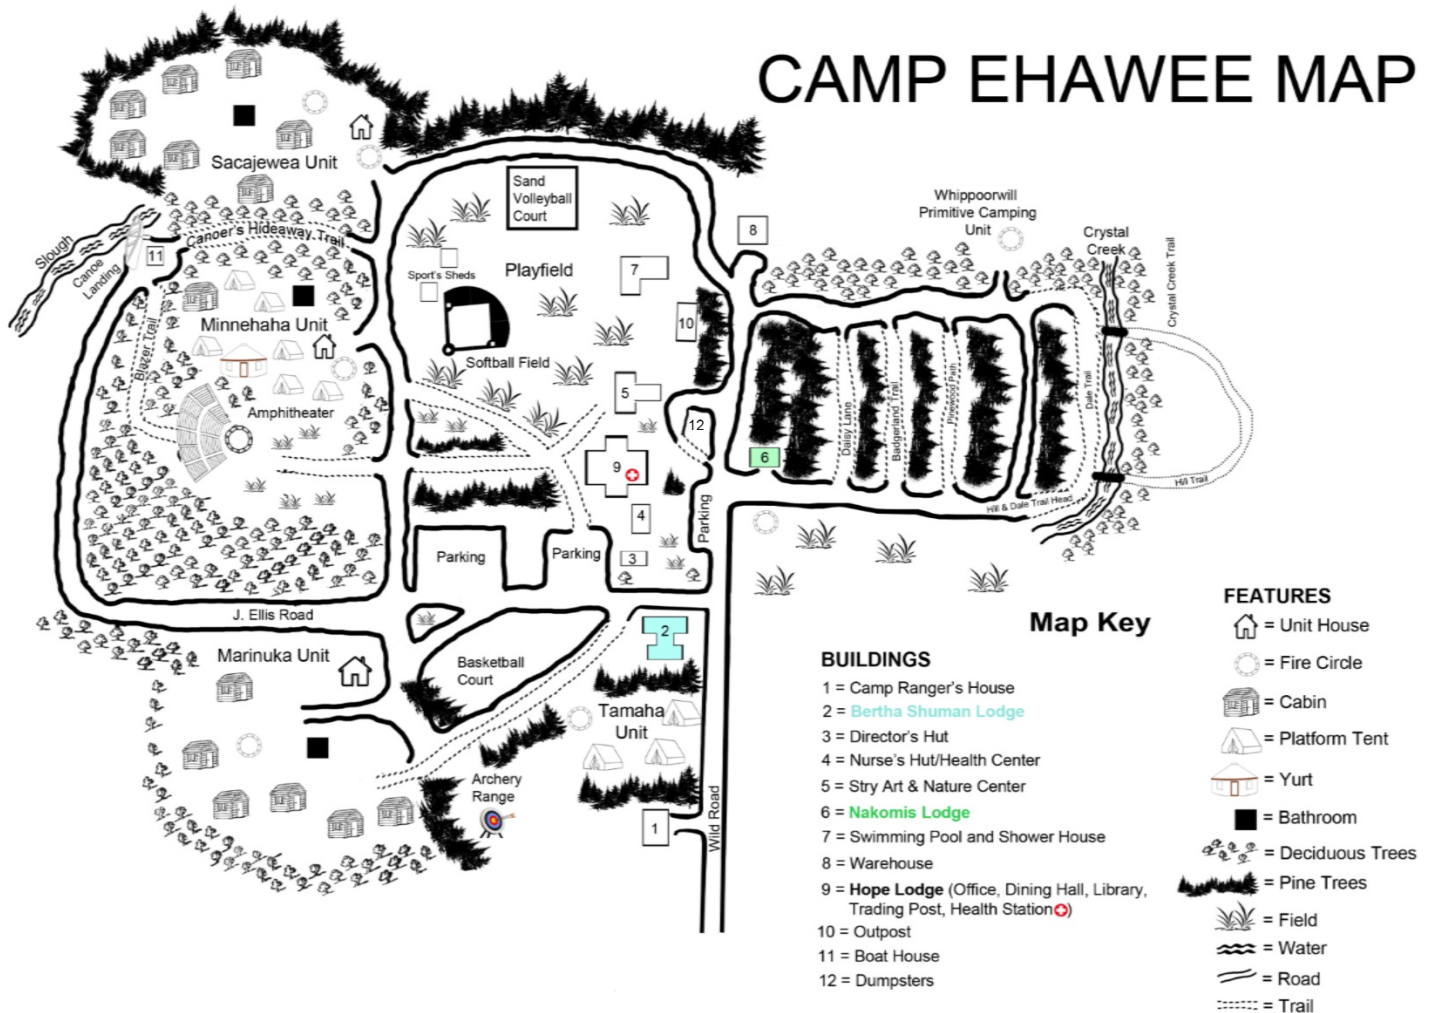 CAMP EHAWEE MAP
Sacajewea Unit
Sand
Volleyball
Court
Whippoorwill
Primitive Camping
Unit
8
Crystal
Creek
Crystal Creek Trail
Slough
Canoe
Landing
11
Canoer's Hideaway Trail
Sport's Sheds
Playfield
7
Minnehaha Unit
10
Blazer Trail
Softball Field
5
Amphitheater
12
Daisy Lane
Badgerland Trail
Pinewood Path
Dale Trail
6
9
Hill Trail
Hill & Dale Trail Head
4
Parking
Parking
Parking
3
J. Ellis Road
2
Marinuka Unit
Basketball
Court
Tamaha
Unit
Archery
Range
1
Wild Road
Map Key
BUILDINGS
1 = Camp Ranger's House
2 = Bertha Shuman Lodge
3 = Director's Hut
4 = Nurse's Hut/Health Center
5 = Stry Art & Nature Center
6 = Nakomis Lodge
7 = Swimming Pool and Shower House
8 = Warehouse
9 = Hope Lodge (Office, Dining Hall, Library,
Trading Post, Health Station)
10 = Outpost
11 = Boat House
12 = Dumpsters
FEATURES
= Unit House
= Fire Circle
= Cabin
= Platform Tent
= Yurt
= Bathroom
= Deciduous Trees
= Pine Trees
= Field
= Water
= Road
= Trail